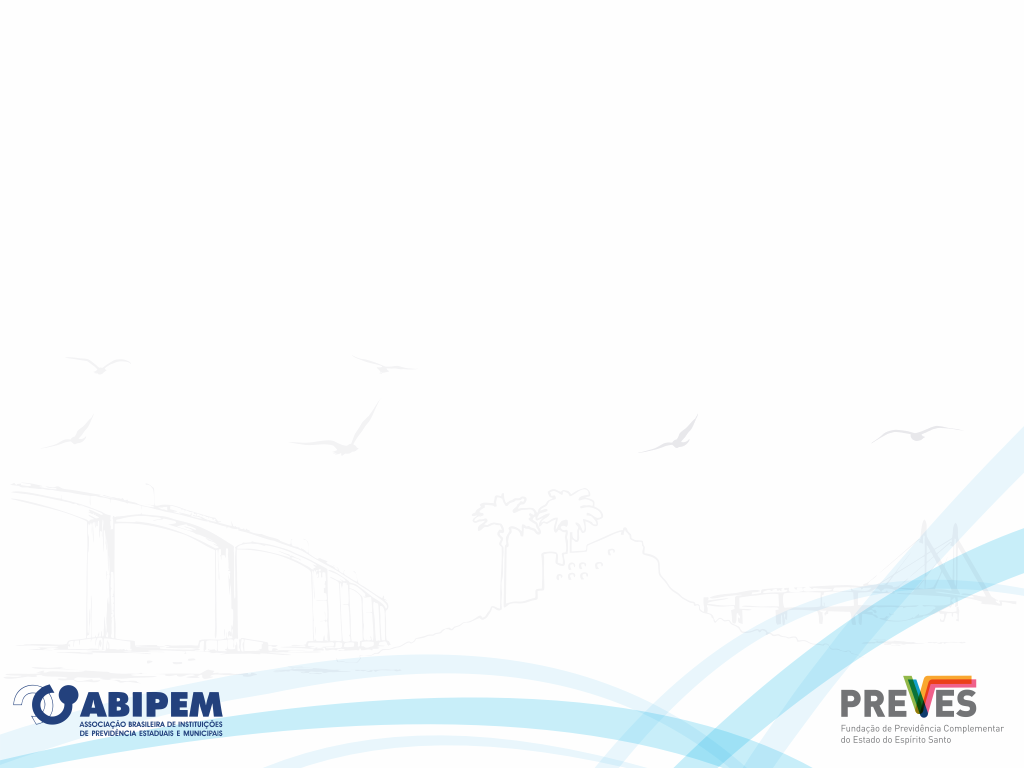 ABIPEM
ASSOCIAÇÃO BRASILEIRA DE INSTITUIÇÕES
DE PREVIDÊNCIA ESTADUAIS E MUNICIPAIS
PREVES
Fundação de Previdência Complementar
do Estado do Espírito Santo